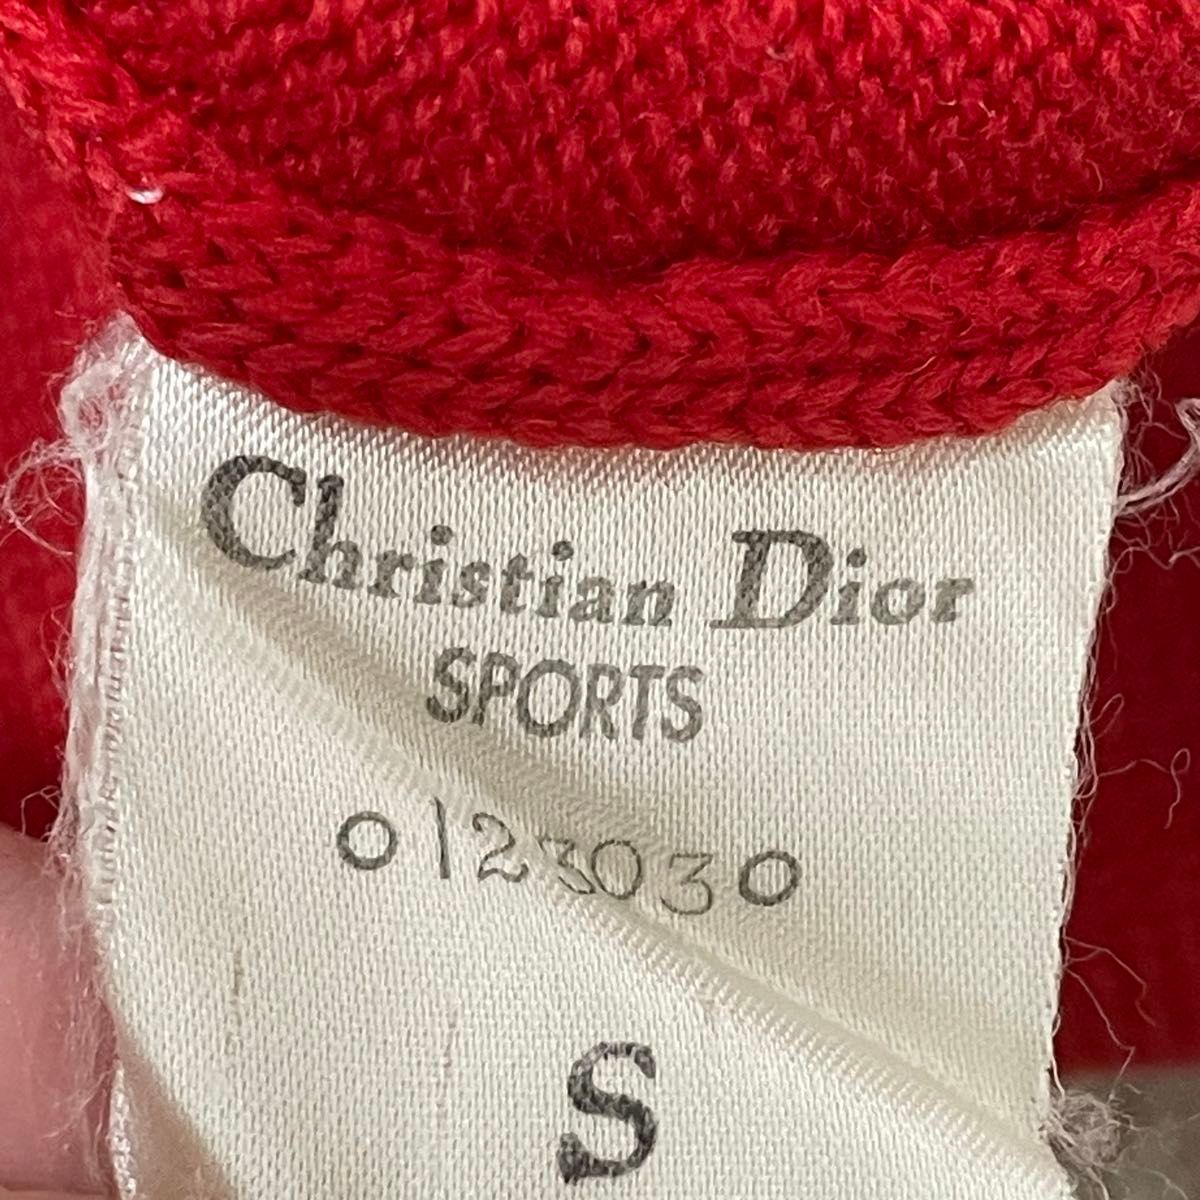 Christian Dior
SPORTS
0123030
S